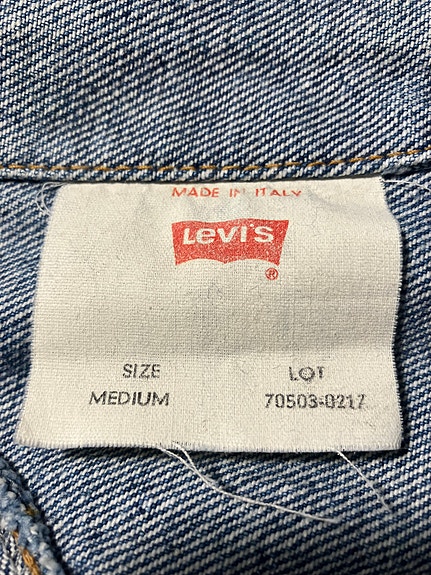 MADE IN ITALY
Levi's
®
SIZE LOT
MEDIUM 70503-0217